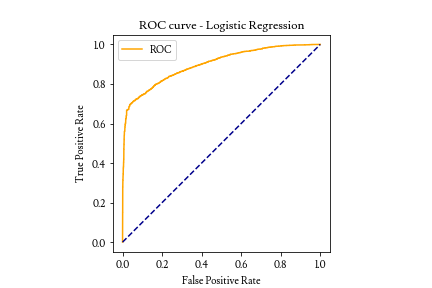 ROC curve - Logistic Regression
ROC
1.0
0.8
0.6
0.4
0.2
0.0
True Positive Rate
0.0 0.2 0.4 0.6 0.8 1.0
False Positive Rate